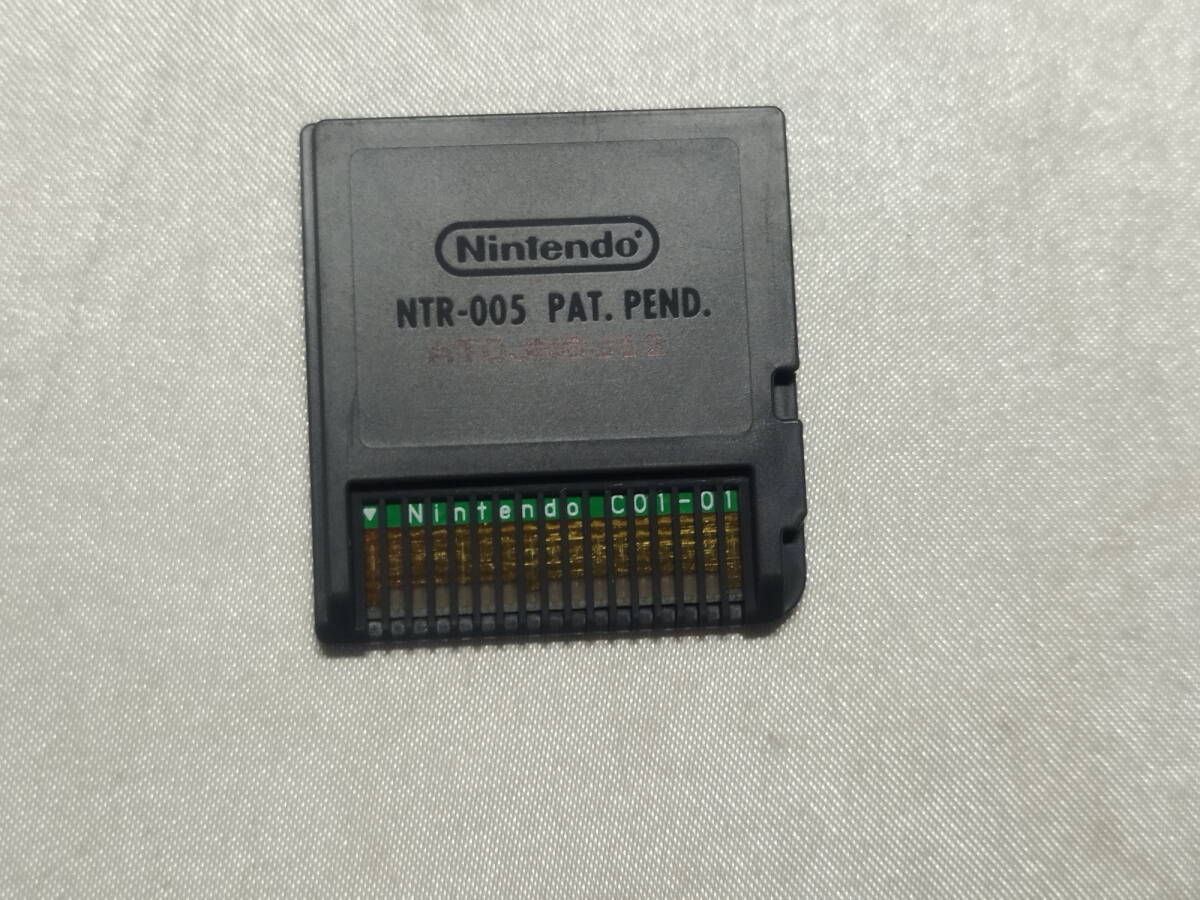 Nintendo
NTR-005 PAT. PEND.
Nintendo C01-01